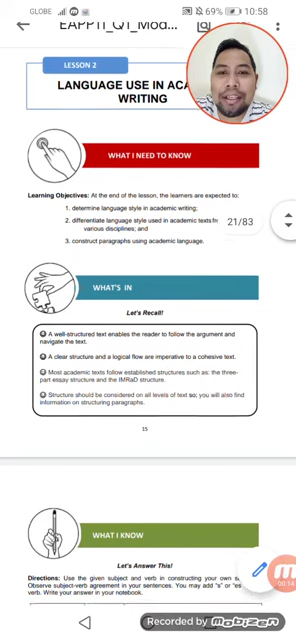 GLOBE 69% 10:58
EAPP11_Q1_Mod
LESSON 2
LANGUAGE USE IN ACA
WRITING
WHAT I NEED TO KNOW
Learning Objectives: At the end of the lesson, the learners are expected to:
1. determine language style in academic writing;
2. differentiate language style used in academic texts from
various disciplines; and
21/83
3. construct paragraphs using academic language.
WHAT'S IN
Let's Recall!
A well-structured text enables the reader to follow the argument and
navigate the text.
A clear structure and a logical flow are imperative to a cohesive text.
Most academic texts follow established structures such as: the three-
part essay structure and the IMRaD structure.
Structure should be considered on all levels of text so; you will also find
information on structuring paragraphs.
15
WHAT I KNOW
Let's Answer This!
Directions: Use the given subject and verb in constructing your own
Observe subject-verb agreement in your sentences. You may add "s" or "es
verb. Write your answer in your notebook.
00:14
Recorded by mobizen